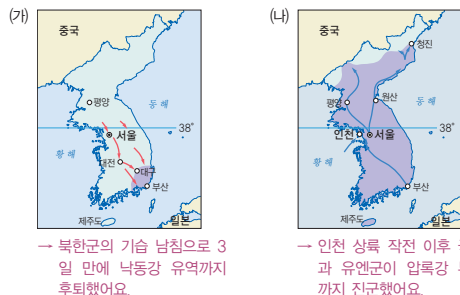 (가)
중국
평양
동해
38°
서울
황해
대전
대구
부산
제주도
일본
→ 북한군의 기습 남침으로 3
일 만에 낙동강 유역까지
후퇴했어요.
(나)
중국
청진
평양
원산
동해
38°
인천
서울
황해
부산
제주도
일본
→ 인천 상륙 작전 이후
과 유엔군이 압록강
까지 진군했어요.